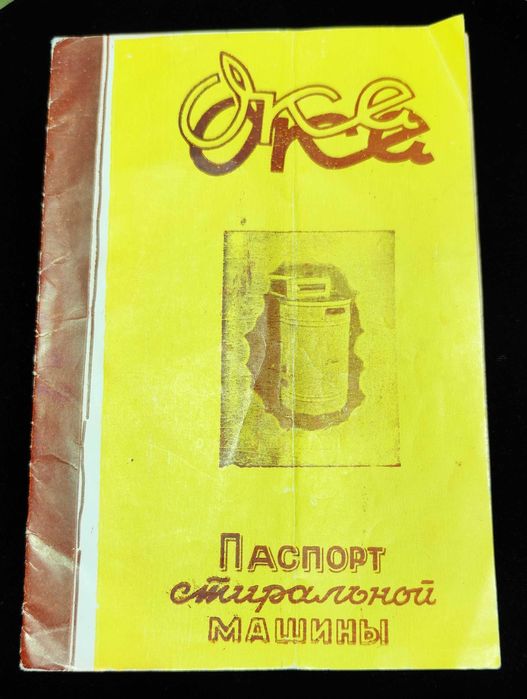 Ока
Паспорт
стиральной
машины